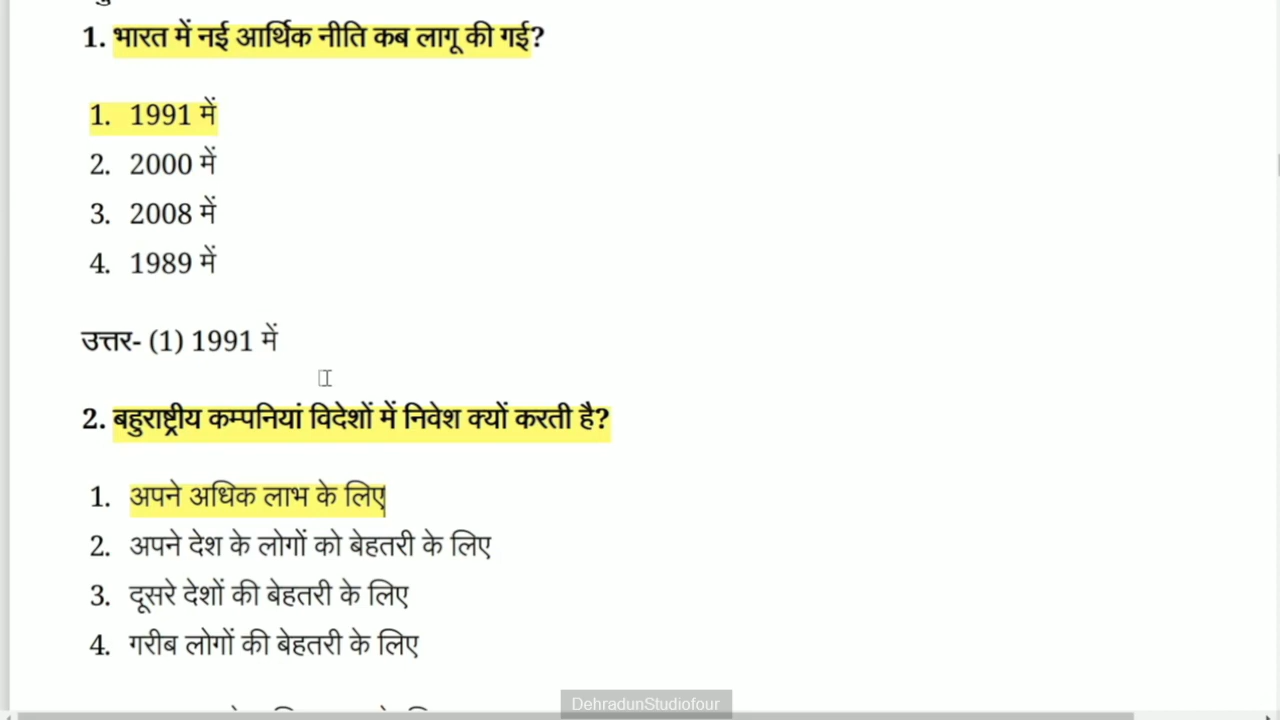 1. भारत में नई आर्थिक नीति कब लागू की गई?
1. 1991 में
2. 2000 में
3. 2008 में
4. 1989 में
उत्तर- (1) 1991 में
2. बहुराष्ट्रीय कम्पनियां विदेशों में निवेश क्यों करती है?
1. अपने अधिक लाभ के लिए
2. अपने देश के लोगों को बेहतरी के लिए
3. दूसरे देशों की बेहतरी के लिए
4. गरीब लोगों की बेहतरी के लिए
DehradunStudiofour